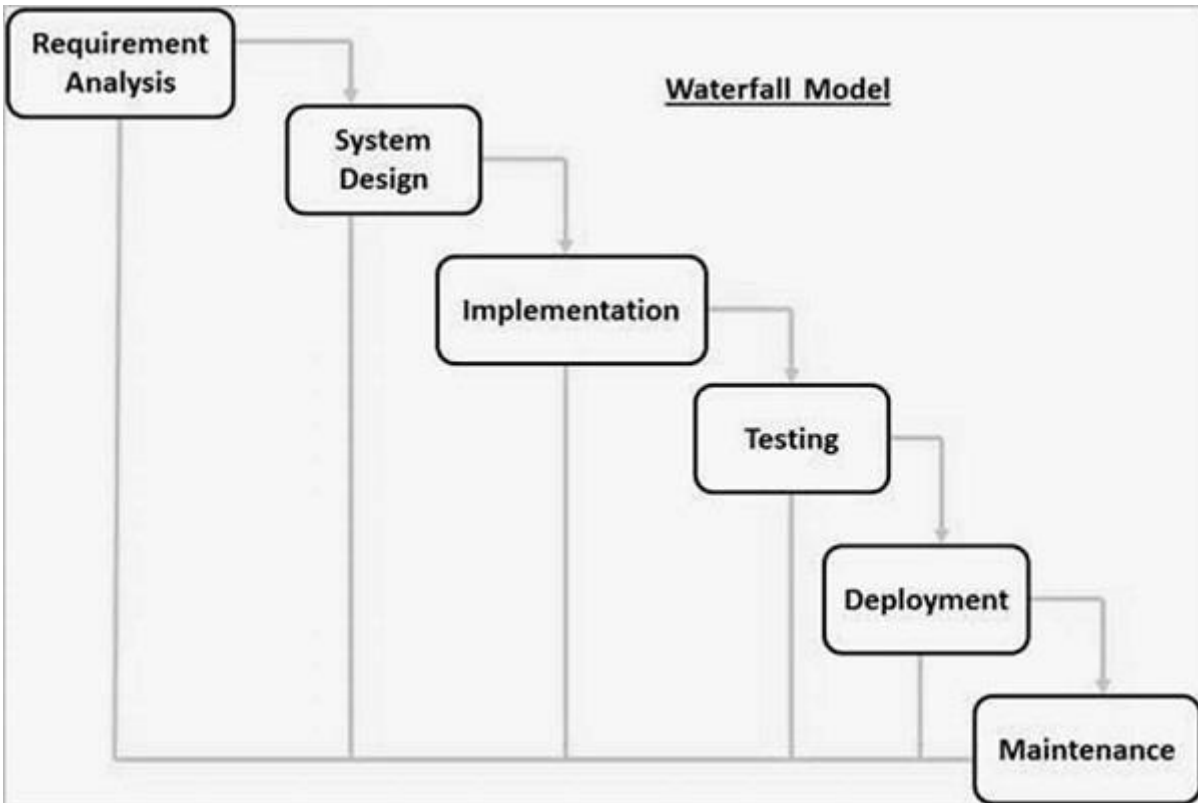 Requirement
Analysis
Waterfall Model
System
Design
Implementation
Testing
Deployment
Maintenance